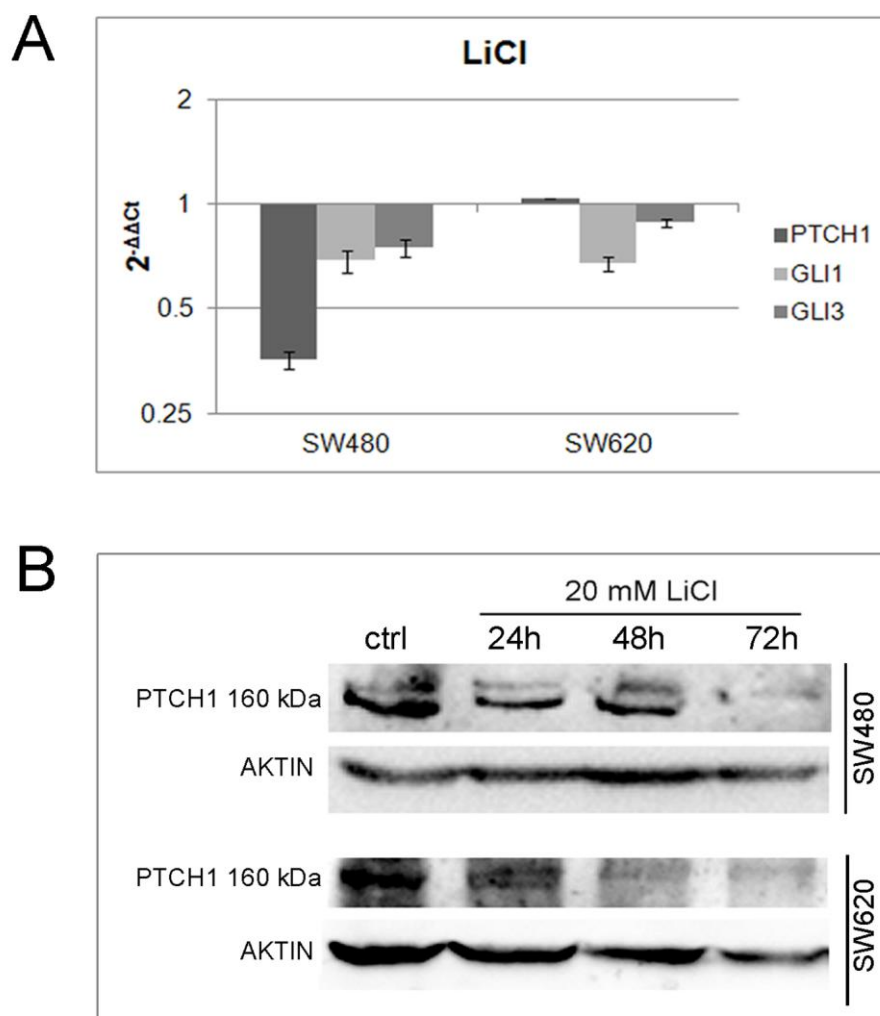 A
LiCl
2
1
0.5
0.25
2-ΔΔCt
SW480
SW620
PTCH1
GLI1
GLI3
B
20 mM LiCl
ctrl 24h 48h 72h
PTCH1 160 kDa
AKTIN
SW480
PTCH1 160 kDa
AKTIN
SW620